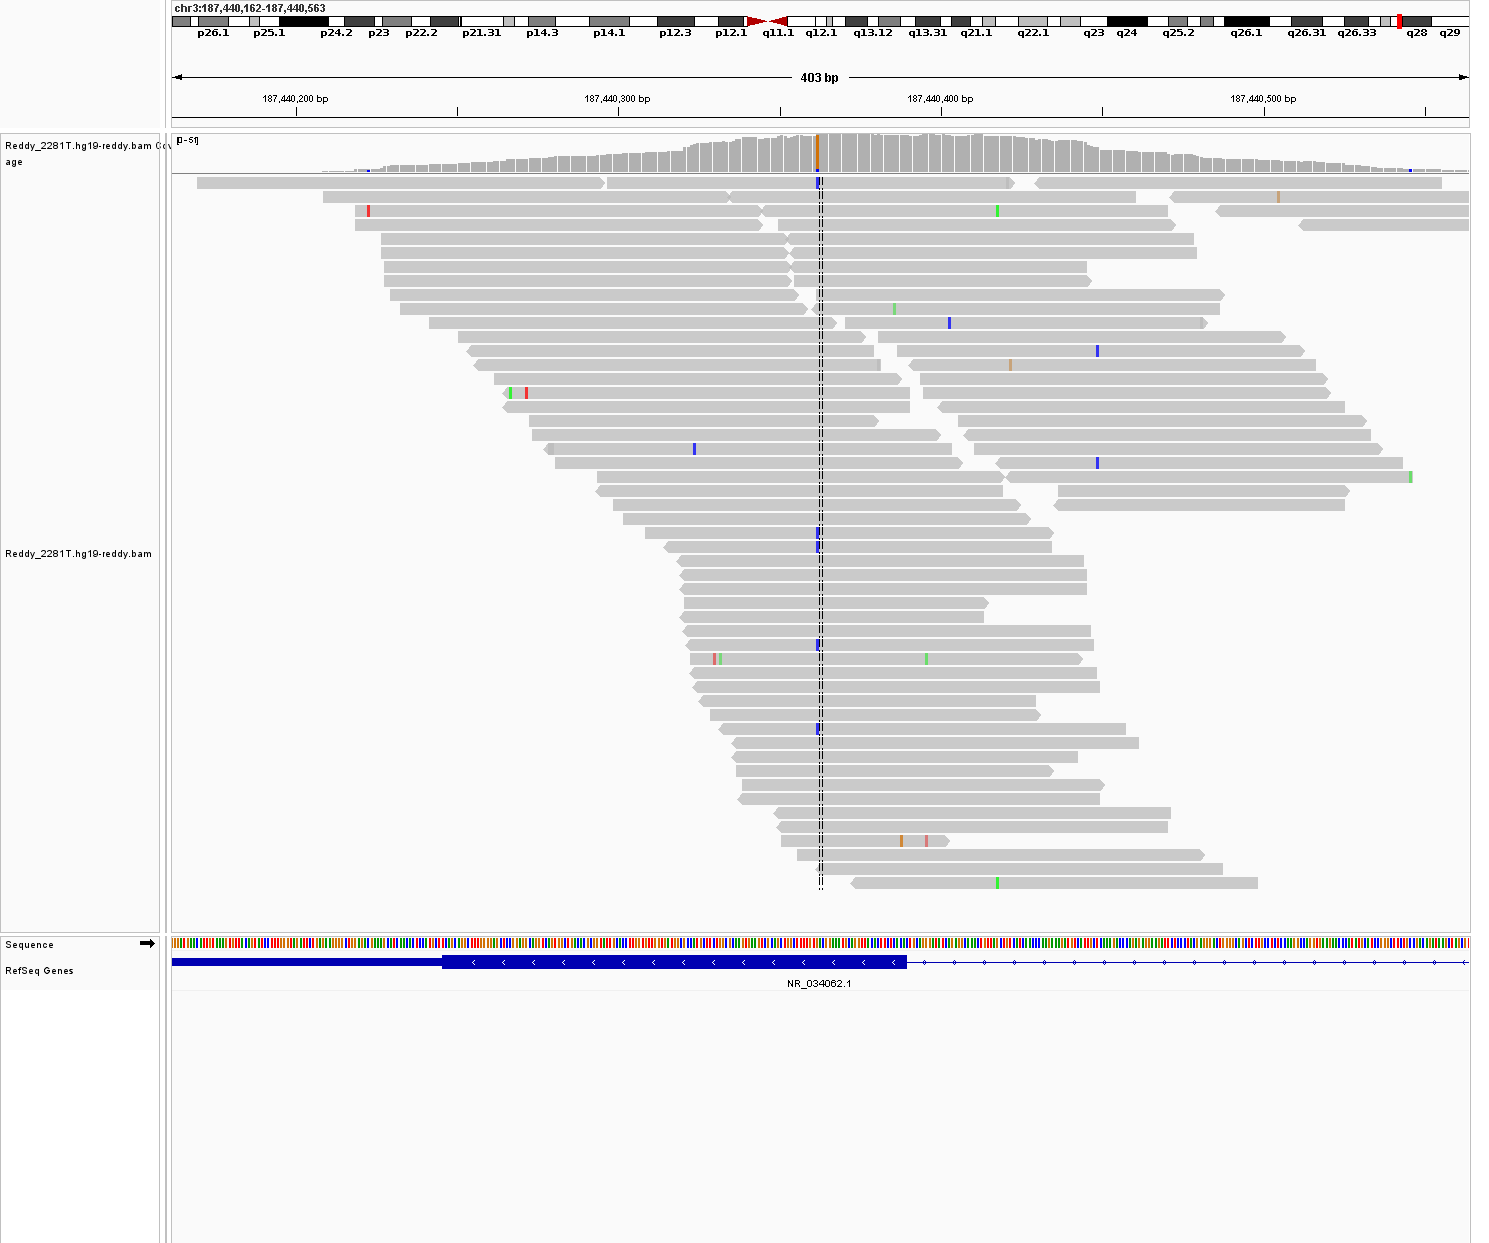 chr3:187,440,162-187,440,563
p26.1 p25.1 p24.2 p23 p22.2 p21.31 p14.3 p14.1 p12.3 p12.1 q11.1 q12.1 q13.12 q13.31 q21.1 q22.1 q23 q24 q25.2 q26.1 q26.31 q26.33 q28 q29
403 bp
187,440,200 bp 187,440,300 bp 187,440,400 bp 187,440,500 bp
Reddy_2281T.hg19-reddy.bam Cov
age
[0-51]
Reddy_2281T.hg19-reddy.bam
Sequence
RefSeq Genes
NR_034062.1